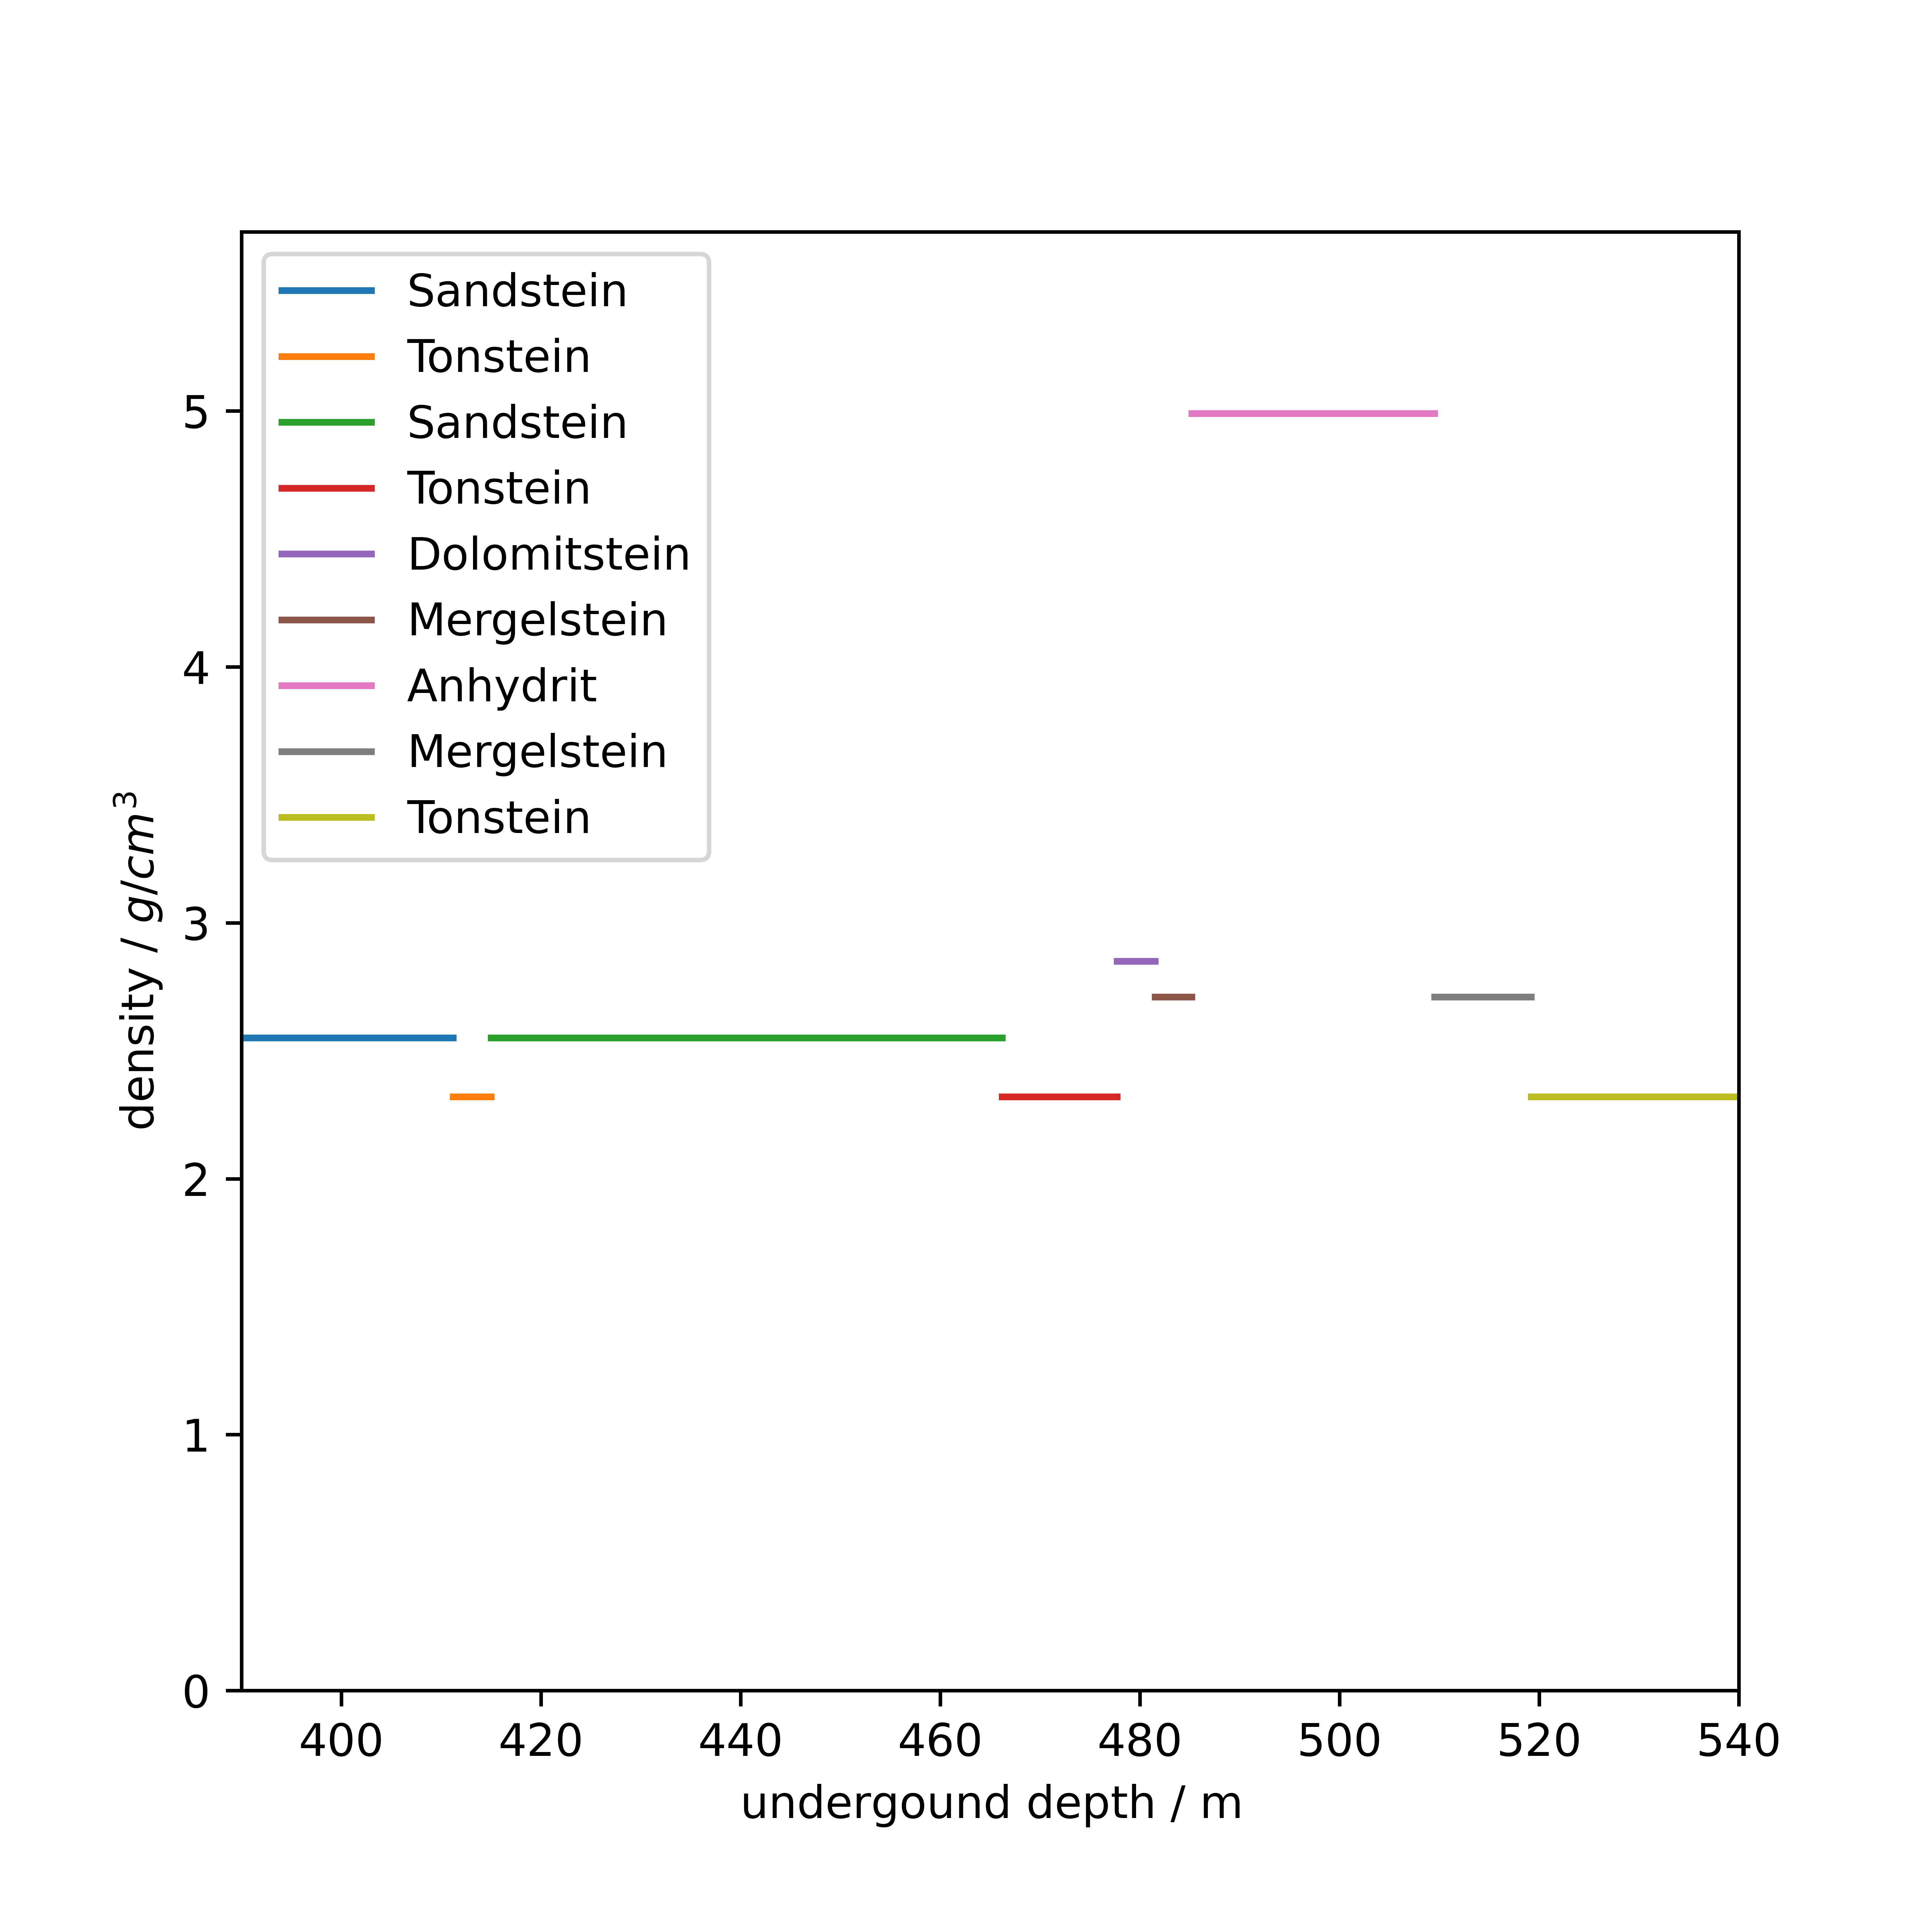 Sandstein
Tonstein
Sandstein
Tonstein
Dolomitstein
Mergelstein
Anhydrit
Mergelstein
Tonstein
5
4
3
2
1
0
density / g/cm³
400 420 440 460 480 500 520 540
undergound depth / m